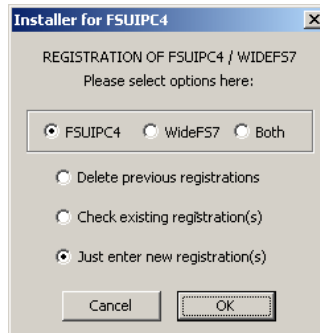 Installer for FSUIPC4
REGISTRATION OF FSUIPC4 / WIDEFS7
Please select options here:
FSUIPC4 WideFS7 Both
Delete previous registrations
Check existing registration(s)
Just enter new registration(s)
Cancel OK